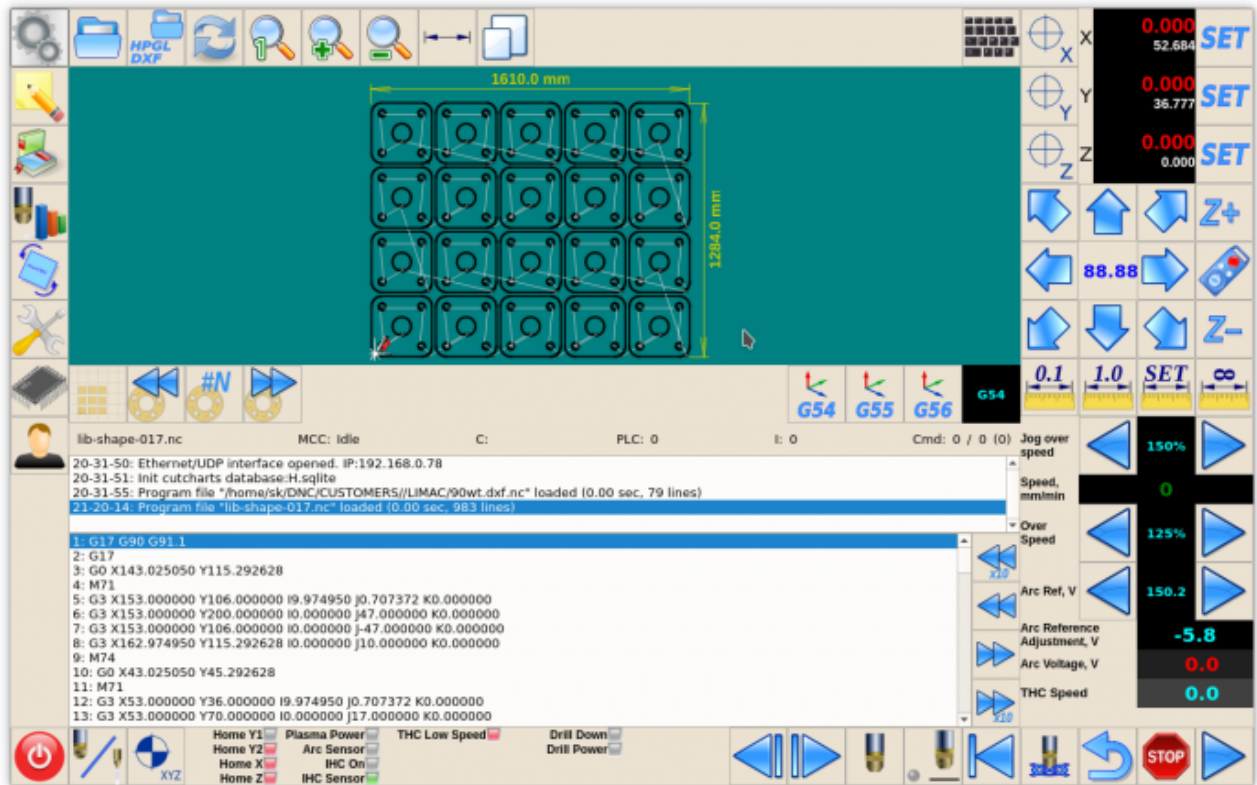 HPGL
DXF
1
X
X
0.000
52.684
SET
Y
Y
0.000
36.777
SET
Z
Z
0.000
0.000
SET
1610.0 mm
1284.0 mm
Z+
88.88
Z-
#N
G54
G55
G56
G54
0.1
1.0
SET
∞
lib-shape-017.nc MCC: Idle C: PLC: 0 I: 0 Cmd: 0 / 0 (0)
20-31-50: Ethernet/UDP interface opened. IP:192.168.0.78
20-31-51: Init cutcharts database:H.sqlite
20-31-55: Program file "/home/sk/DNC/CUSTOMERS//LIMAC/90wt.dxf.nc" loaded (0.00 sec, 79 lines)
21-20-14: Program file "lib-shape-017.nc" loaded (0.00 sec, 983 lines)
1: G17 G90 G91.1
2: G17
3: G0 X143.025050 Y115.292628
4: M71
5: G3 X153.000000 Y106.000000 I9.974950 J0.707372 K0.000000
6: G3 X153.000000 Y200.000000 I0.000000 J47.000000 K0.000000
7: G3 X153.000000 Y106.000000 I0.000000 J-47.000000 K0.000000
8: G3 X162.974950 Y115.292628 I0.000000 J10.000000 K0.000000
9: M74
10: G0 X43.025050 Y45.292628
11: M71
12: G3 X53.000000 Y36.000000 I9.974950 J0.707372 K0.000000
13: G3 X53.000000 Y70.000000 I0.000000 J17.000000 K0.000000
x10
x10
Jog over
speed
150%
Speed,
mm/min
0
Over
Speed
125%
Arc Ref, V
150.2
Arc Reference
Adjustment, V
-5.8
Arc Voltage, V
0.0
THC Speed
0.0
XYZ
Home Y1
Home Y2
Home X
Home Z
Plasma Power
Arc Sensor
IHC On
IHC Sensor
THC Low Speed
Drill Down
Drill Power
STOP